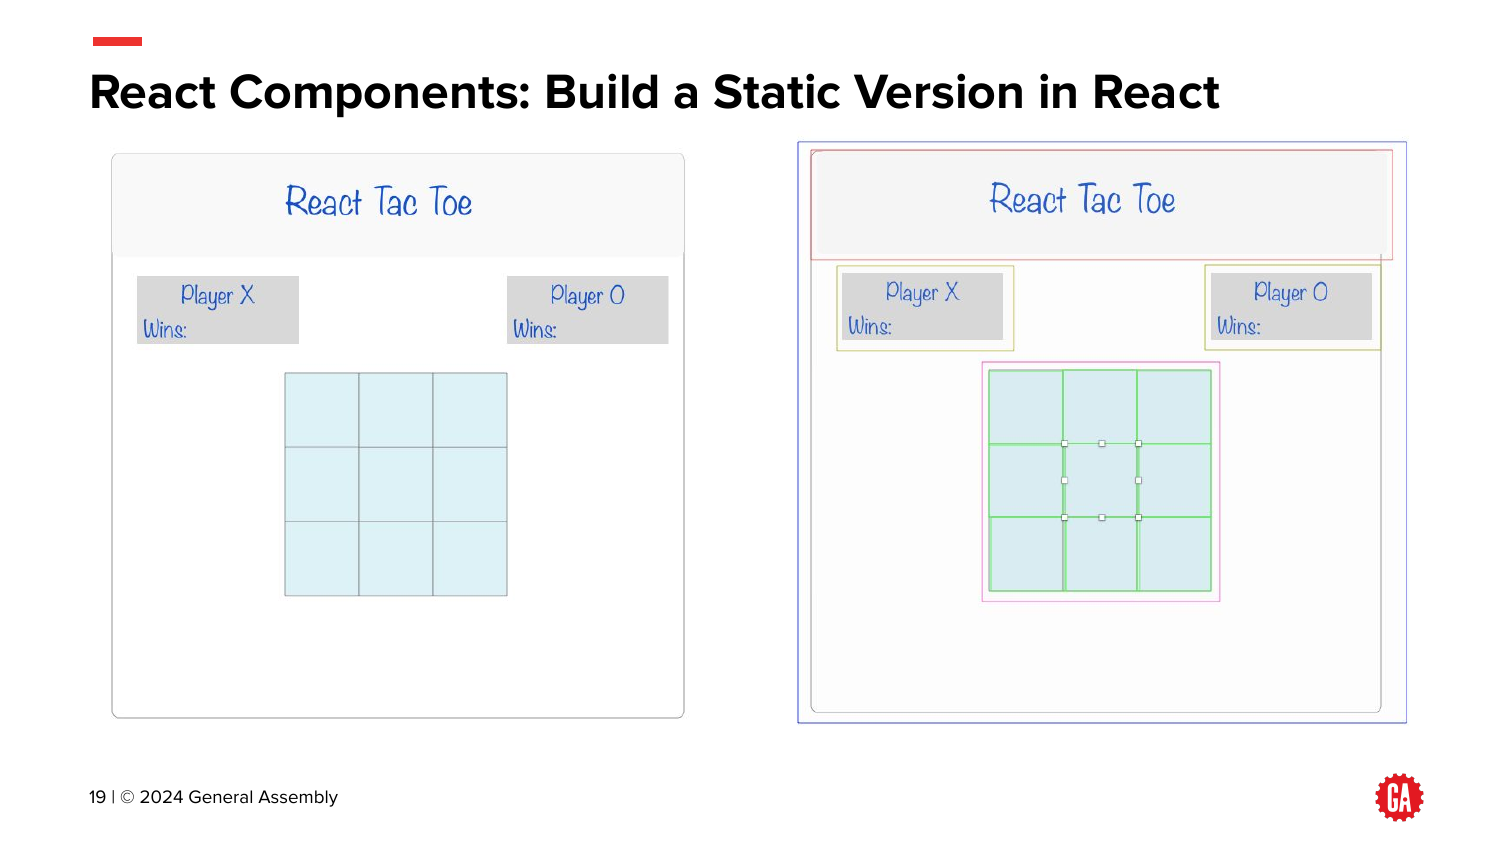 React Components: Build a Static Version in React
React Tac Toe
Player X
Wins:
Player O
Wins:
React Tac Toe
Player X
Wins:
Player O
Wins:
19 | © 2024 General Assembly
GA